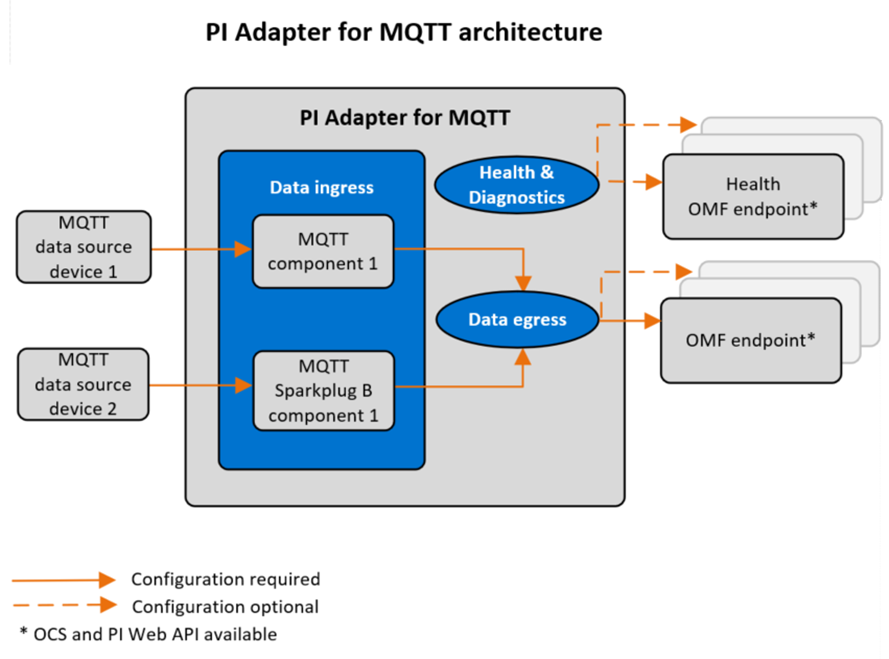 PI Adapter for MQTT architecture
PI Adapter for MQTT
Data ingress
Health &
Diagnostics
Health
OMF endpoint*
MQTT
data source
device 1
MQTT
component 1
Data egress
OMF endpoint*
MQTT
data source
device 2
MQTT
Sparkplug B
component 1
Configuration required
Configuration optional
* OCS and PI Web API available